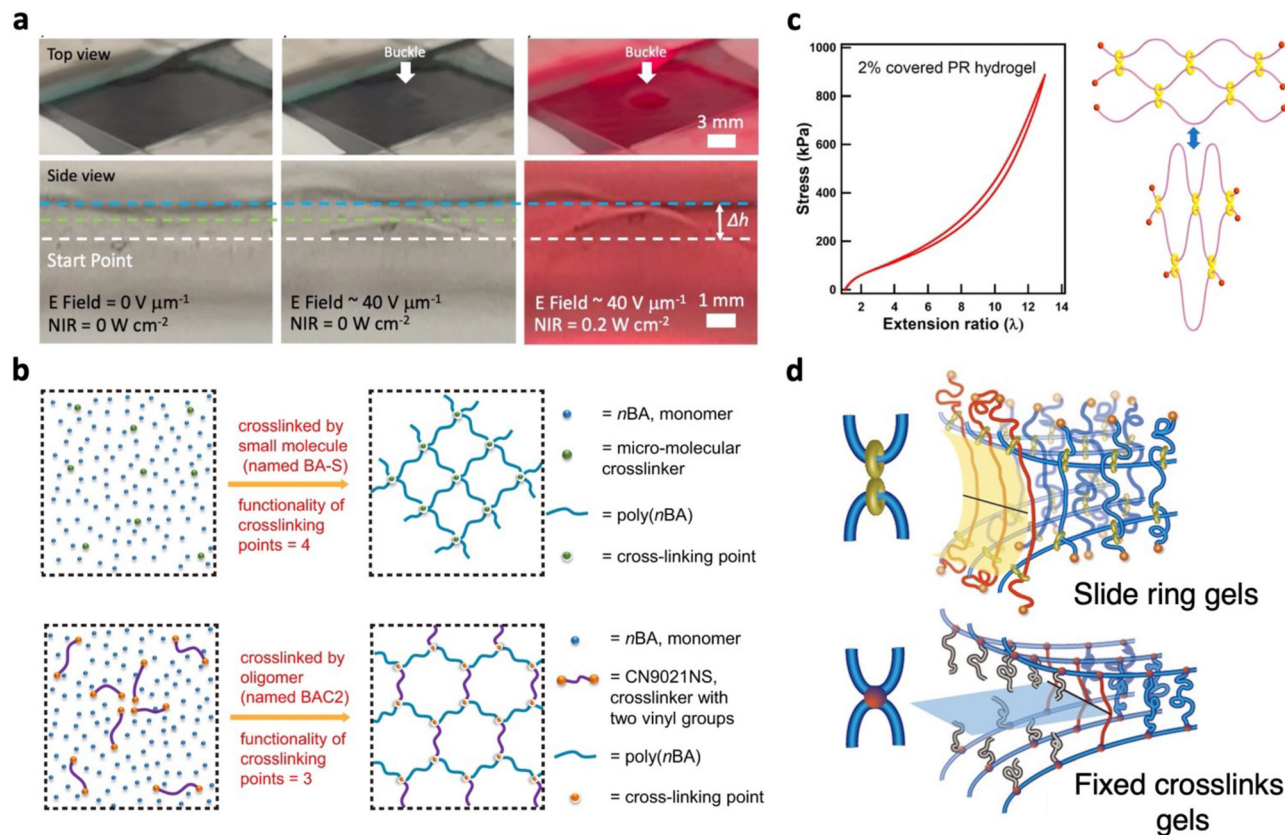 a
Top view
Buckle
Buckle
3 mm
Side view
Δh
Start Point
E Field = 0 V μm⁻¹
NIR = 0 W cm⁻²
E Field ~ 40 V μm⁻¹
NIR = 0 W cm⁻²
E Field ~ 40 V μm⁻¹
NIR = 0.2 W cm⁻²
1 mm
b
crosslinked by
small molecule
(named BA-S)
functionality of
crosslinking
points = 4
= nBA, monomer
= micro-molecular
crosslinker
= poly(nBA)
= cross-linking point
crosslinked by
oligomer
(named BAC2)
functionality of
crosslinking
points = 3
= nBA, monomer
= CN9021NS,
crosslinker with
two vinyl groups
= poly(nBA)
= cross-linking point
c
1000
800
600
400
200
0
Stress (kPa)
2% covered PR hydrogel
2 4 6 8 10 12 14
Extension ratio (λ)
d
Slide ring gels
Fixed crosslinks
gels